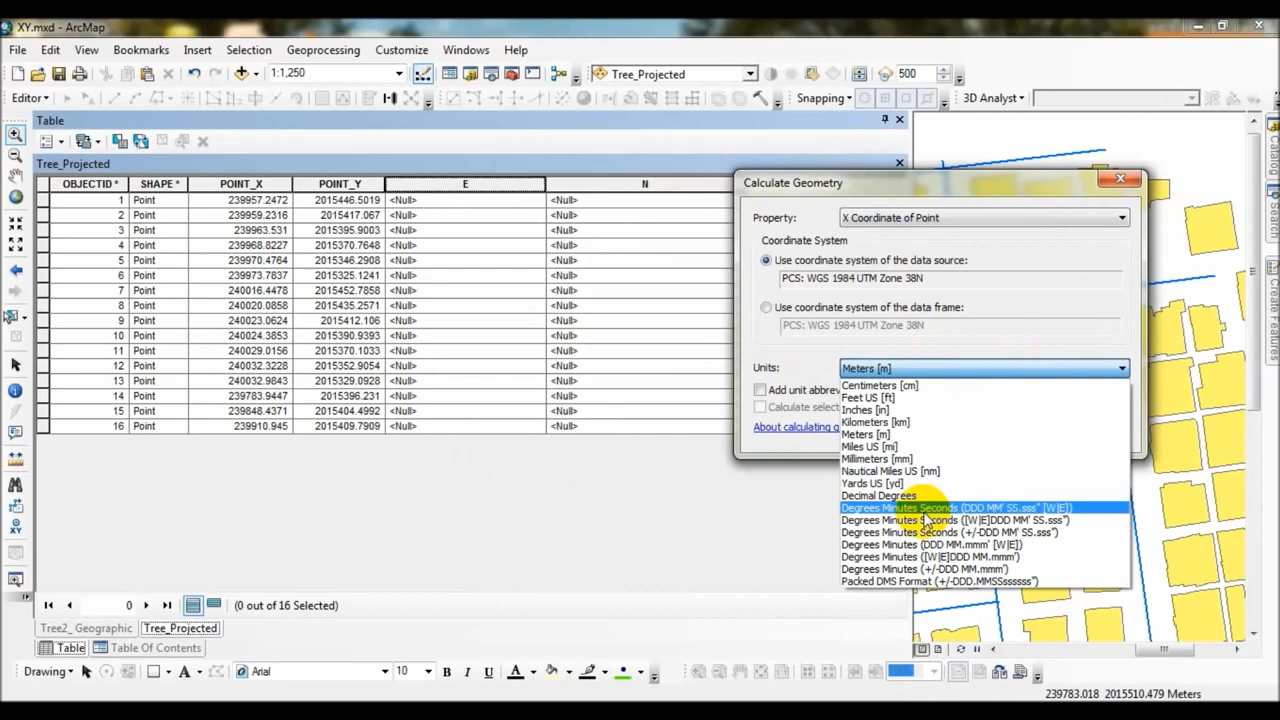 XY.mxd - ArcMap
File Edit View Bookmarks Insert Selection Geoprocessing Customize Windows Help
1:1,250 Tree_Projected 500
Editor Snapping 3D Analyst
Table
Tree_Projected
OBJECTID * SHAPE * POINT_X POINT_Y E N
1 Point 239957.2472 2015446.5019 <Null> <Null>
2 Point 239959.2316 2015417.067 <Null> <Null>
3 Point 239963.531 2015395.9003 <Null> <Null>
4 Point 239968.8227 2015370.7648 <Null> <Null>
5 Point 239970.4764 2015346.2908 <Null> <Null>
6 Point 239973.7837 2015325.1241 <Null> <Null>
7 Point 240016.4478 2015452.7858 <Null> <Null>
8 Point 240020.0858 2015435.2571 <Null> <Null>
9 Point 240023.0624 2015412.106 <Null> <Null>
10 Point 240024.3853 2015390.9393 <Null> <Null>
11 Point 240029.0156 2015370.1033 <Null> <Null>
12 Point 240032.3228 2015352.9054 <Null> <Null>
13 Point 240032.9843 2015329.0928 <Null> <Null>
14 Point 239783.9447 2015396.231 <Null> <Null>
15 Point 239848.4371 2015404.4992 <Null> <Null>
16 Point 239910.945 2015409.7909 <Null> <Null>
Calculate Geometry
Property: X Coordinate of Point
Coordinate System
Use coordinate system of the data source:
PCS: WGS 1984 UTM Zone 38N
Use coordinate system of the data frame:
PCS: WGS 1984 UTM Zone 38N
Units: Meters [m]
Add unit abbrev
Calculate selec
About calculating g
Centimeters [cm]
Feet US [ft]
Inches [in]
Kilometers [km]
Meters [m]
Miles US [mi]
Millimeters [mm]
Nautical Miles US [nm]
Yards US [yd]
Decimal Degrees
Degrees Minutes Seconds (DDD MM' SS.sss" [W|E])
Degrees Minutes Seconds ([W|E]DDD MM' SS.sss")
Degrees Minutes Seconds (+/-DDD MM' SS.sss")
Degrees Minutes (DDD MM.mmm' [W|E])
Degrees Minutes ([W|E]DDD MM.mmm')
Degrees Minutes (+/-DDD MM.mmm')
Packed DMS Format (+/-DDD.MMSSssssss")
Catalog
Search
Create Features
0 (0 out of 16 Selected)
Tree2_ Geographic Tree_Projected
Table Table Of Contents
Drawing A Arial 10 B I U A
239783.018 2015510.479 Meters